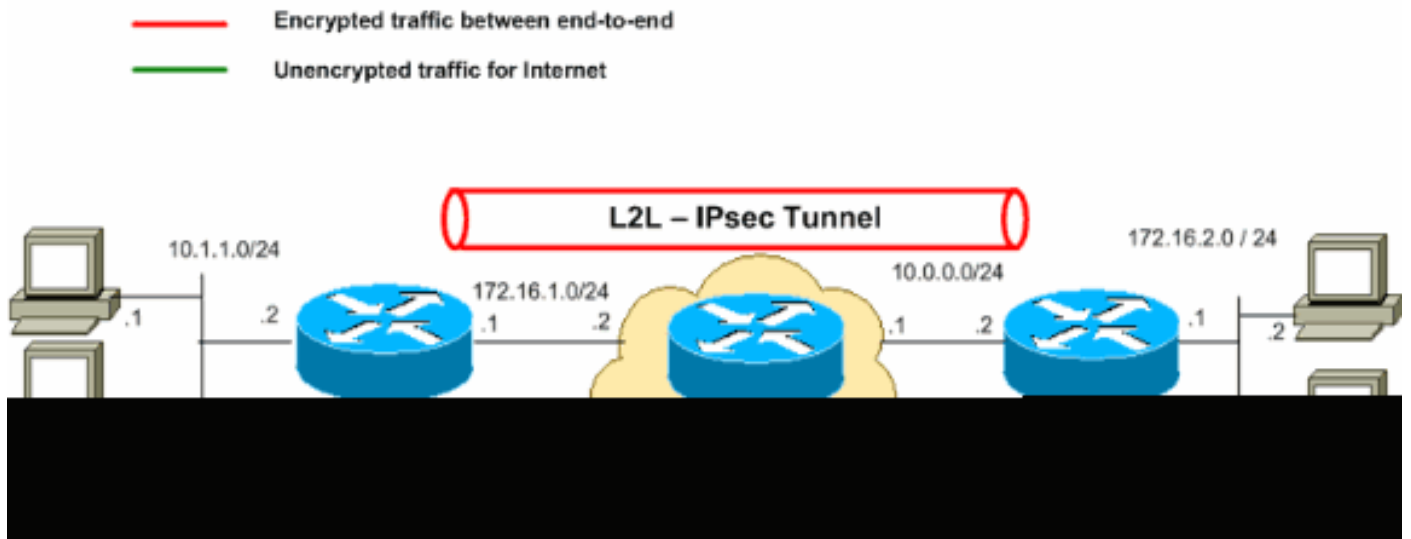 Encrypted traffic between end-to-end
Unencrypted traffic for Internet
L2L – IPsec Tunnel
10.1.1.0/24
172.16.1.0/24
10.0.0.0/24
172.16.2.0 / 24
.1
.2
.1
.2
.1
.2
.1
.2